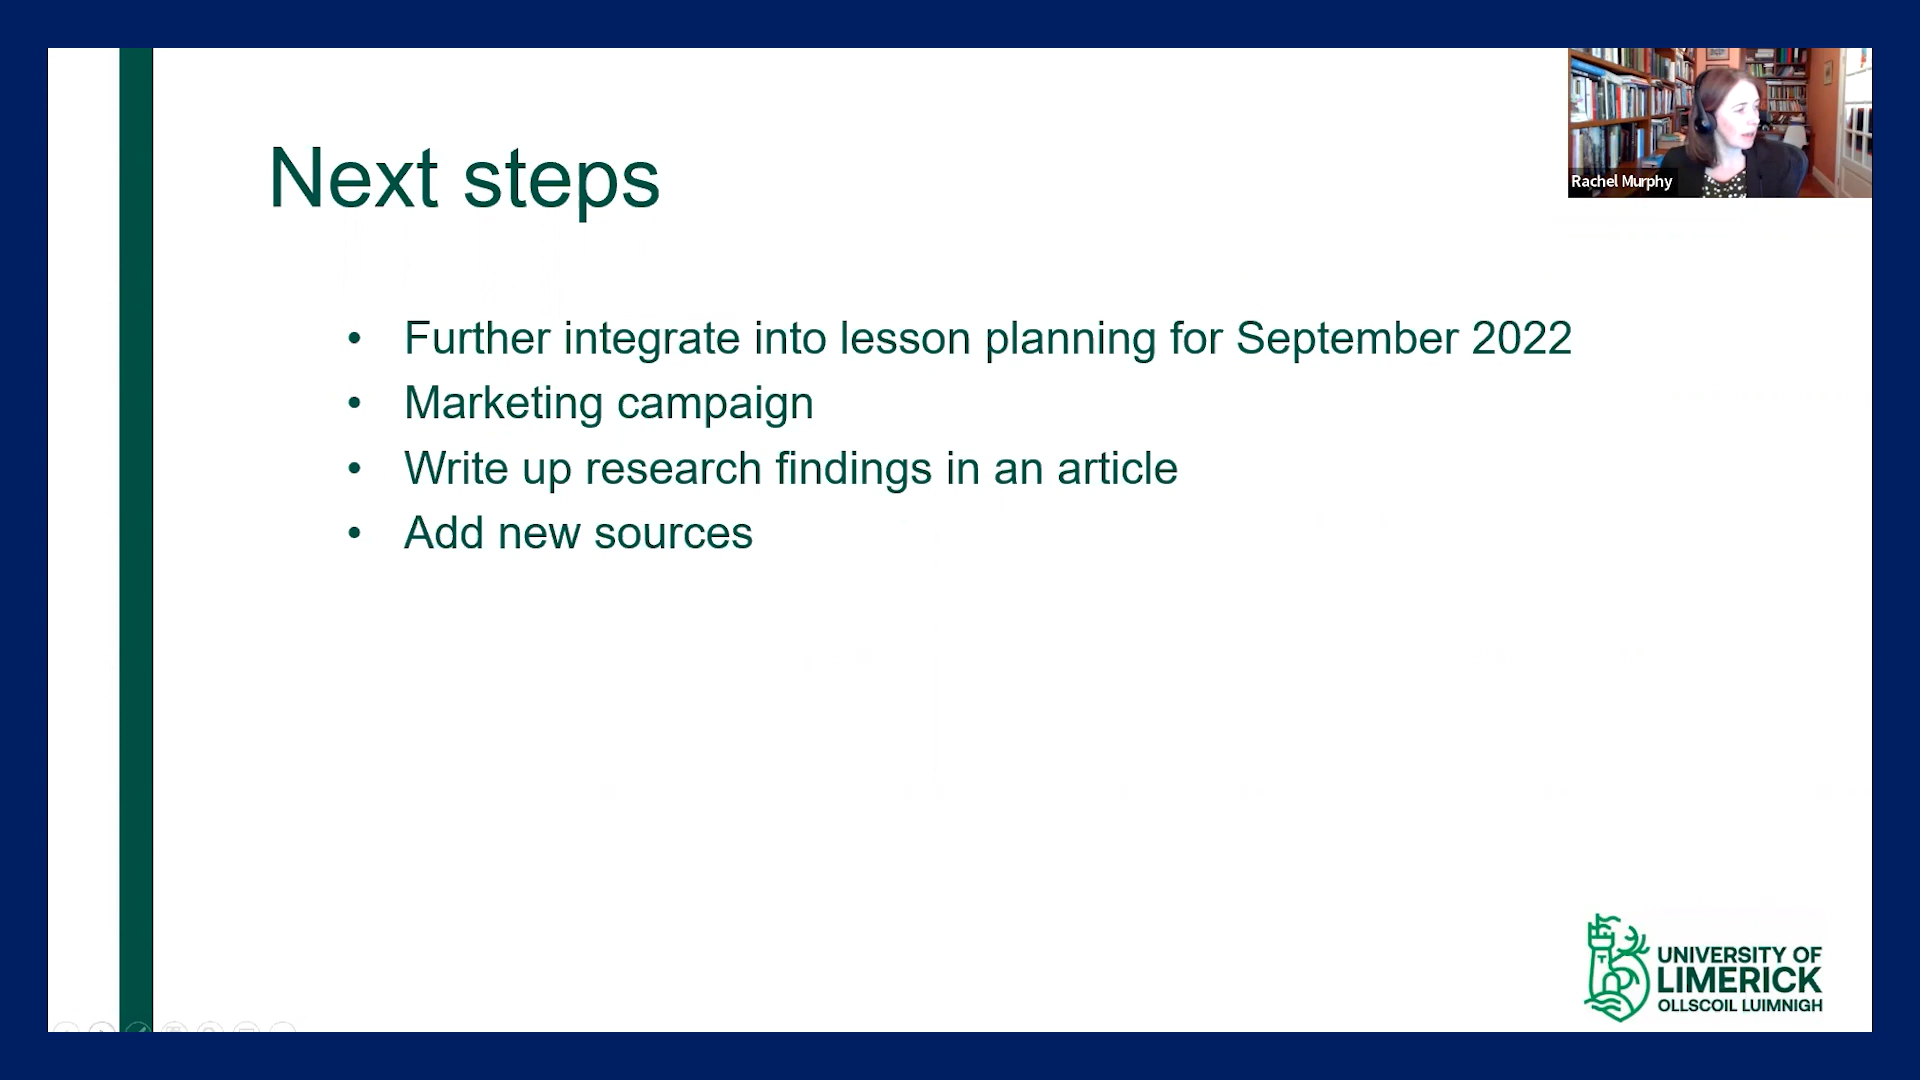 Next steps
Rachel Murphy
• Further integrate into lesson planning for September 2022
• Marketing campaign
• Write up research findings in an article
• Add new sources
UNIVERSITY OF
LIMERICK
OLLSCOIL LUIMNIGH